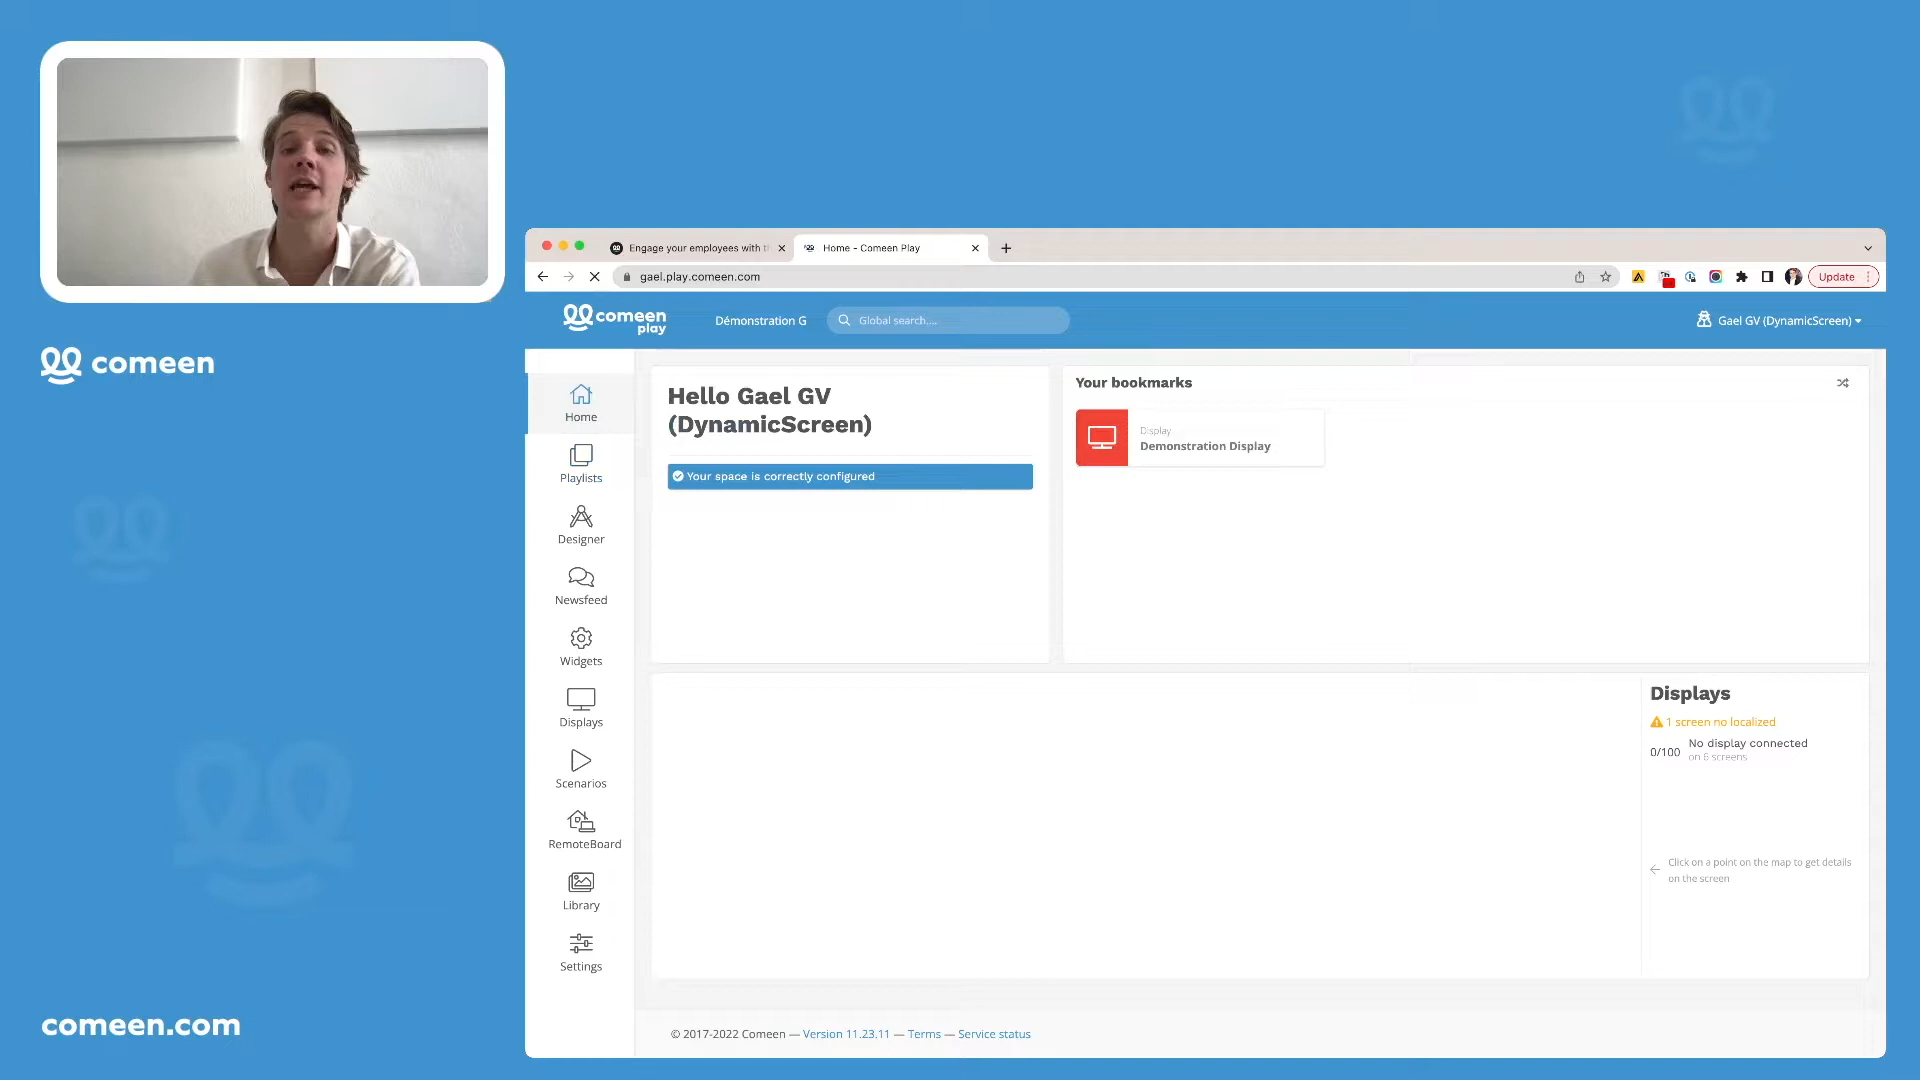 comeen
comeen.com
Engage your employees with th
Home - Comeen Play
gael.play.comeen.com
Update
comeen
play
Démonstration G
Global search....
Gael GV (DynamicScreen)
Home
Playlists
Designer
Newsfeed
Widgets
Displays
Scenarios
RemoteBoard
Library
Settings
Hello Gael GV
(DynamicScreen)
Your space is correctly configured
Your bookmarks
Display
Demonstration Display
Displays
1 screen no localized
0/100
No display connected
on 6 screens
Click on a point on the map to get details
on the screen
© 2017-2022 Comeen — Version 11.23.11 — Terms — Service status